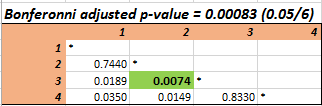 Bonferonni adjusted p-value = 0.00083 (0.05/6)
1 2 3 4
1 *
2 0.7440 *
3 0.0189 0.0074 *
4 0.0350 0.0149 0.8330 *